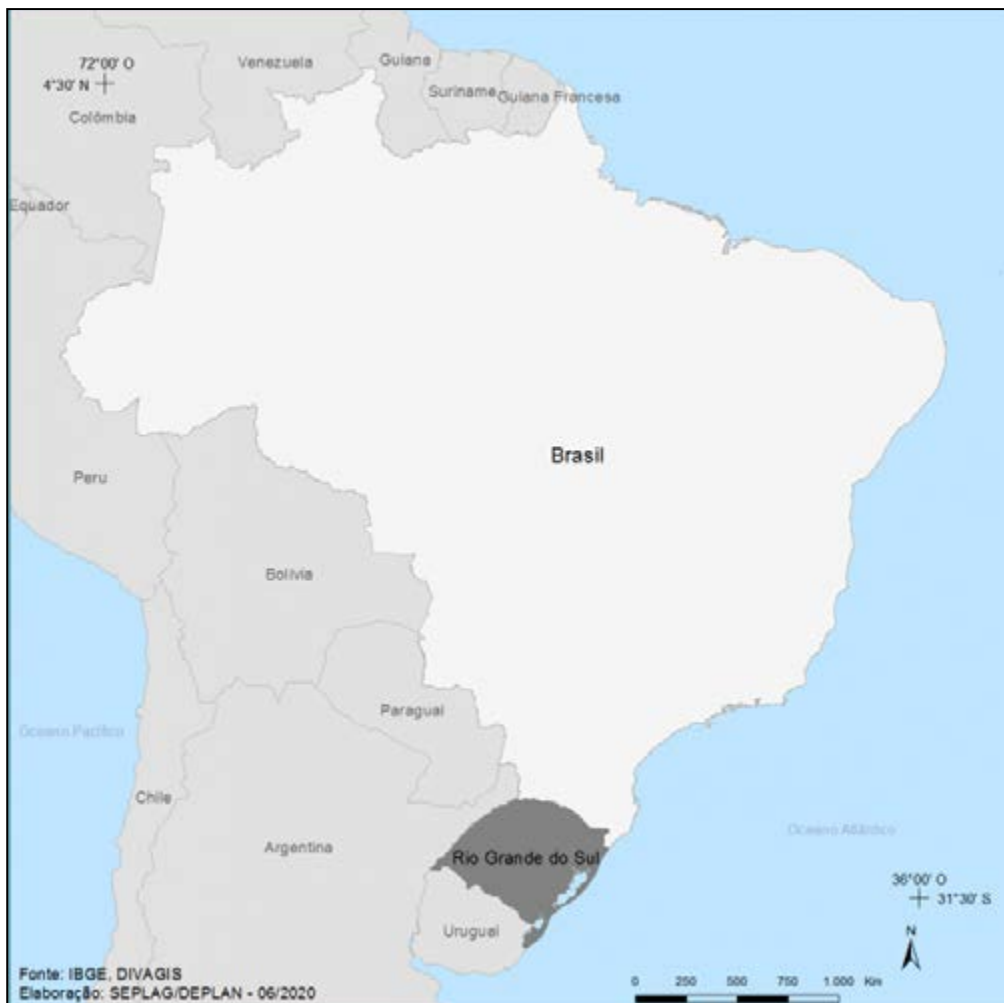 72°00' O
4°30' N
Venezuela
Guiana
Suriname
Guiana Francesa
Colômbia
Equador
Brasil
Peru
Bolívia
Paraguai
Oceano Pacífico
Chile
Argentina
Rio Grande do Sul
Oceano Atlântico
36°00' O
31°30' S
Uruguai
N
Fonte: IBGE, DIVAGIS
Elaboração: SEPLAG/DEPLAN - 06/2020
0 250 500 750 1.000 Km